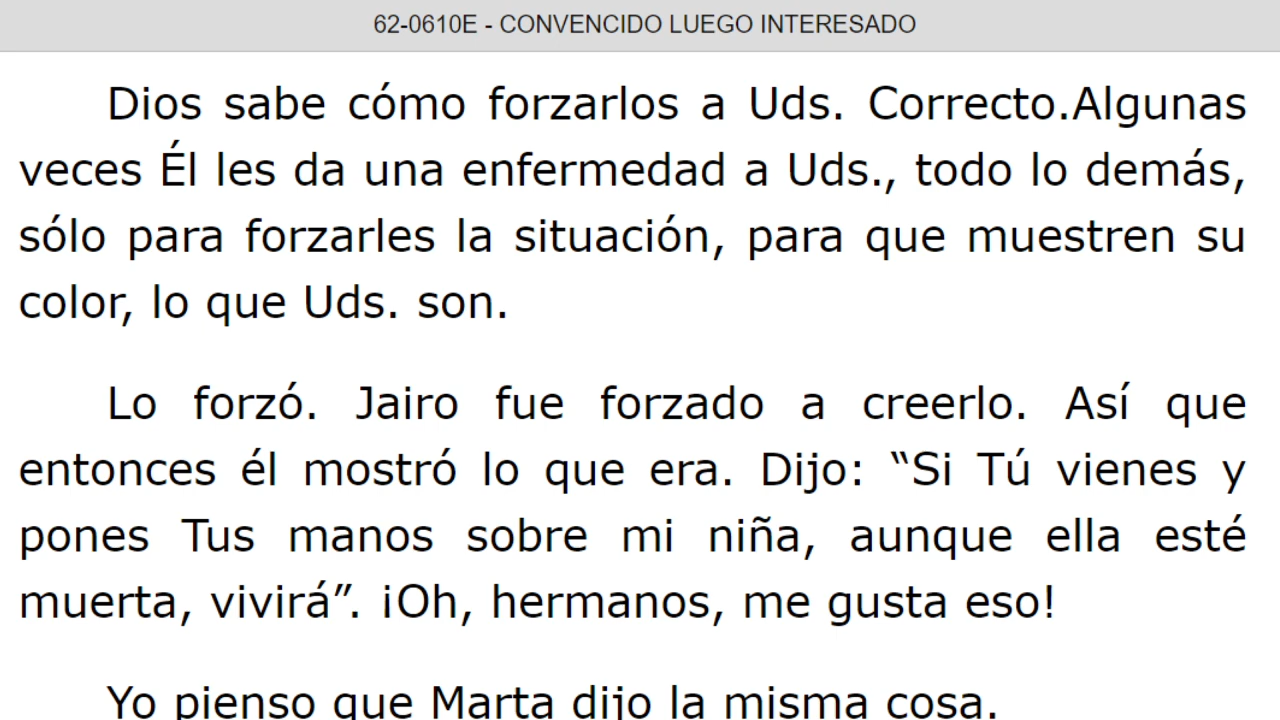 62-0610E - CONVENCIDO LUEGO INTERESADO
Dios sabe cómo forzarlos a Uds. Correcto.Algunas
veces Él les da una enfermedad a Uds., todo lo demás,
sólo para forzarles la situación, para que muestren su
color, lo que Uds. son.
Lo forzó. Jairo fue forzado a creerlo. Así que
entonces él mostró lo que era. Dijo: “Si Tú vienes y
pones Tus manos sobre mi niña, aunque ella esté
muerta, vivirá”. ¡Oh, hermanos, me gusta eso!
Yo pienso que Marta dijo la misma cosa.